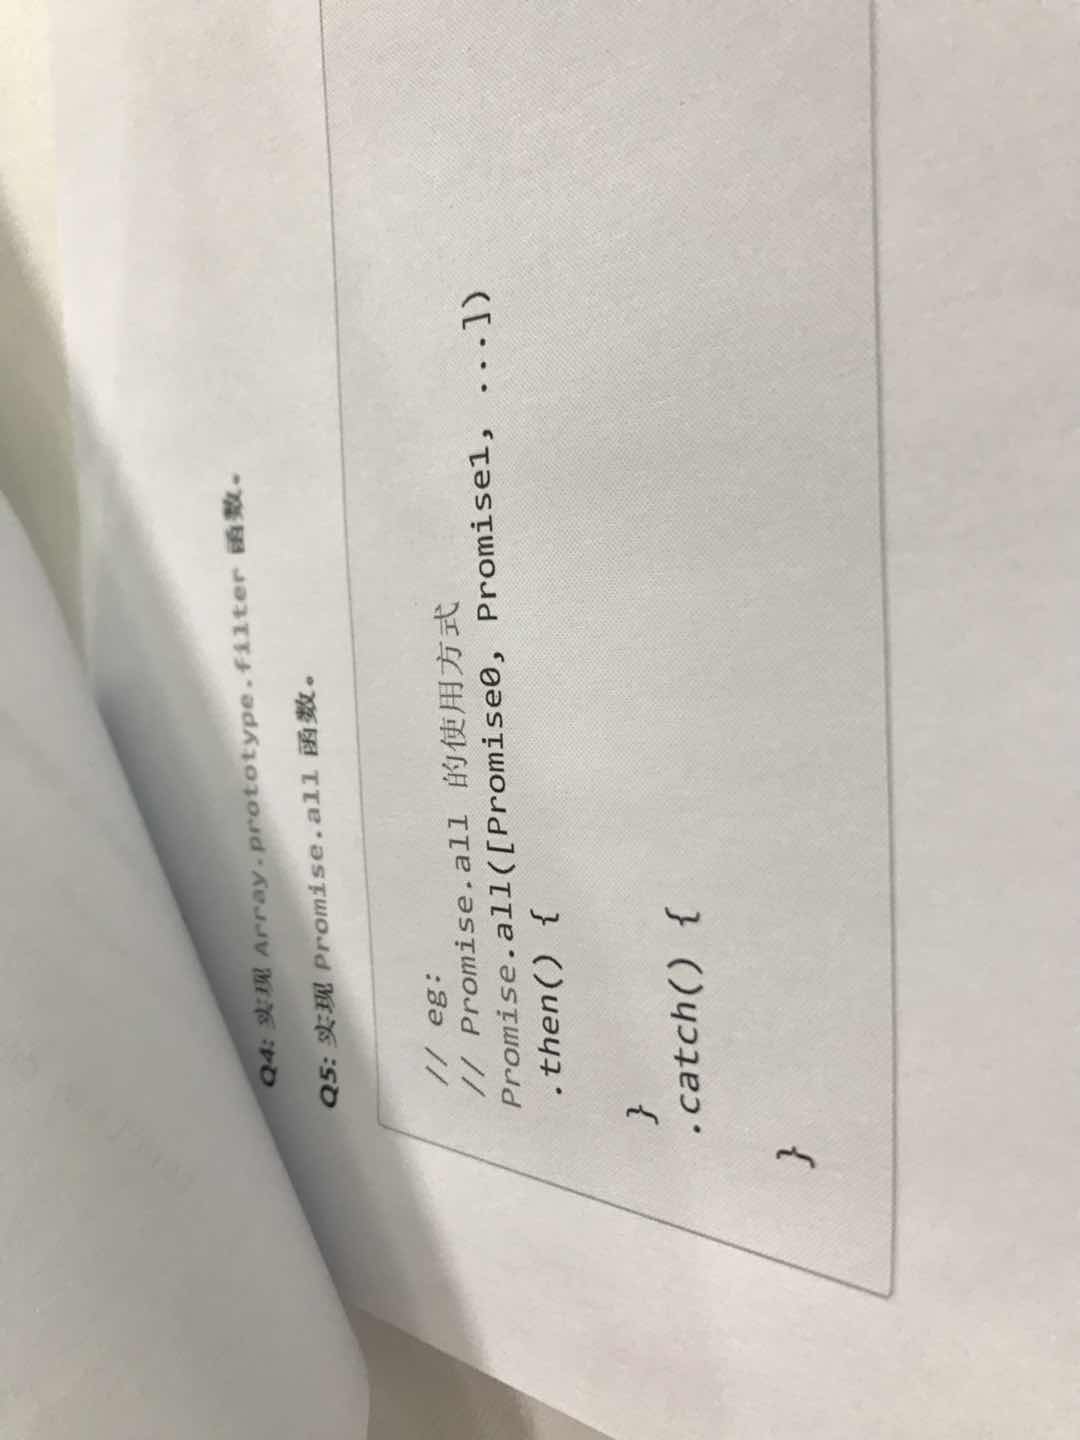 Q4: 实现 Array.prototype.filter 函数。
Q5: 实现 Promise.all 函数。
// eg:
// Promise.all 的使用方式
Promise.all([Promise0, Promise1, ...])
.then() {
}
.catch() {
}